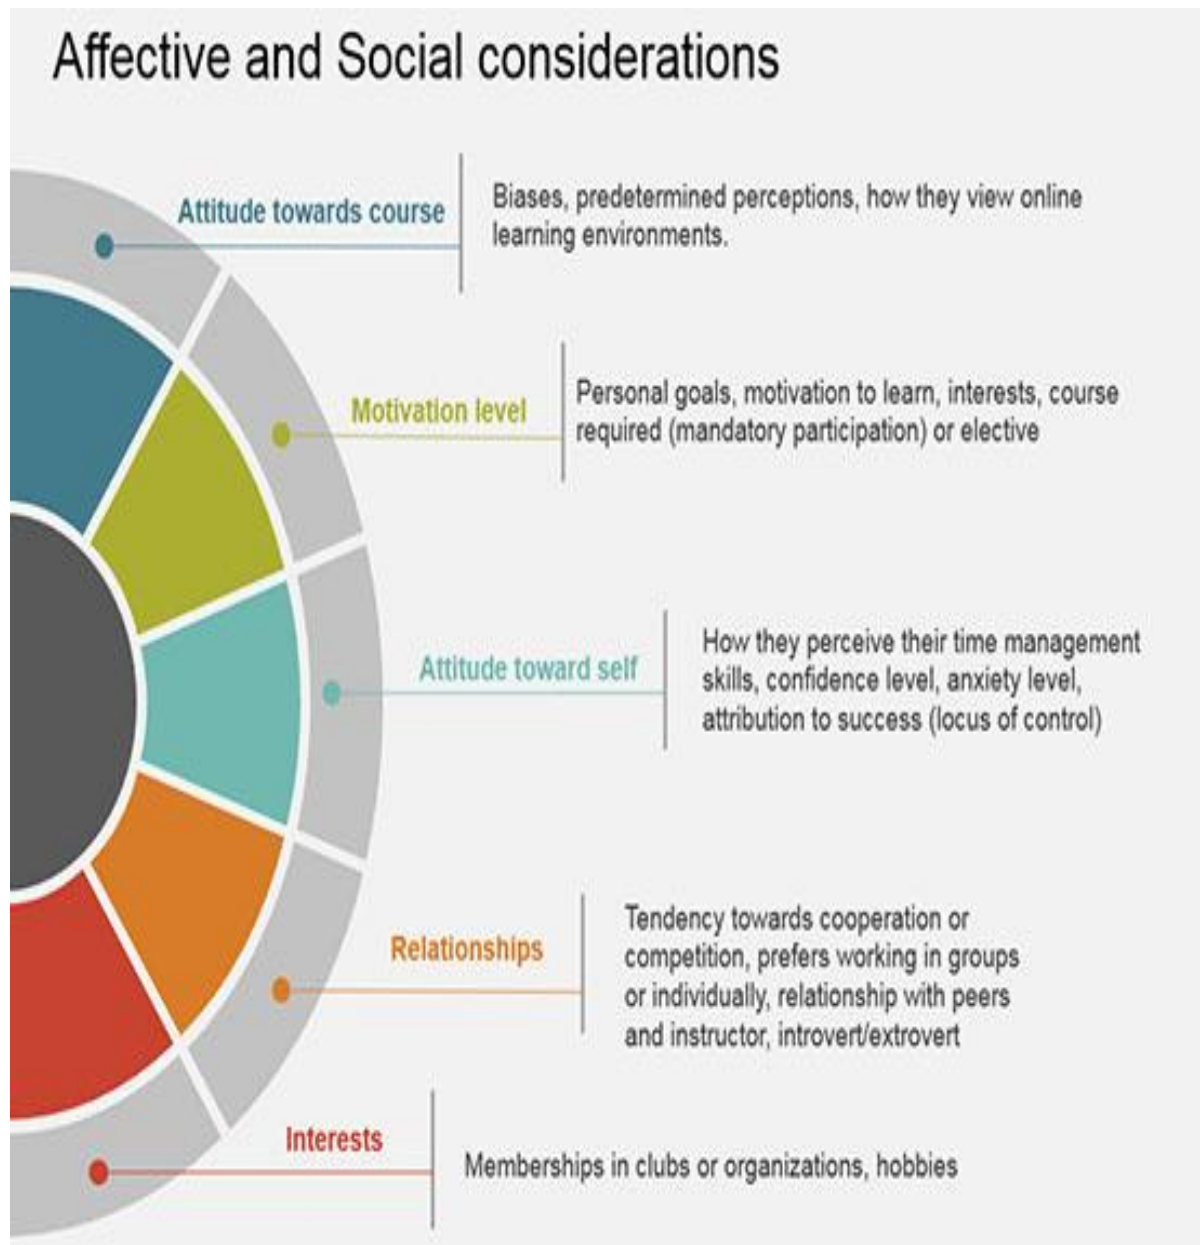 Affective and Social considerations
Attitude towards course
Biases, predetermined perceptions, how they view online
learning environments.
Motivation level
Personal goals, motivation to learn, interests, course
required (mandatory participation) or elective
Attitude toward self
How they perceive their time management
skills, confidence level, anxiety level,
attribution to success (locus of control)
Relationships
Tendency towards cooperation or
competition, prefers working in groups
or individually, relationship with peers
and instructor, introvert/extrovert
Interests
Memberships in clubs or organizations, hobbies